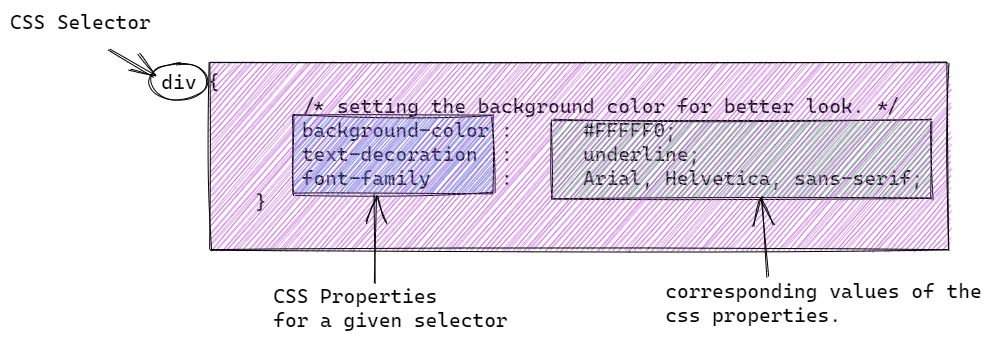 CSS Selector
div {
/* setting the background color for better look. */
background-color : #FFFFF0;
text-decoration : underline;
font-family : Arial, Helvetica, sans-serif;
}
CSS Properties
for a given selector
corresponding values of the
css properties.